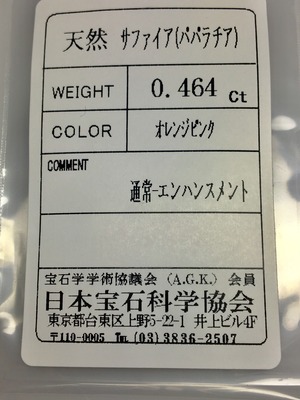 天然 サファイア(パパラチア)
WEIGHT 0.464 Ct
COLOR オレンジピンク
COMMENT
通常-エンハンスメント
宝石学学術協議会 (A.G.K.) 会員
日本宝石科学協会
東京都台東区上野5-22-1 井上ビル4F
〒110-0005 TEL (03) 3836-2507